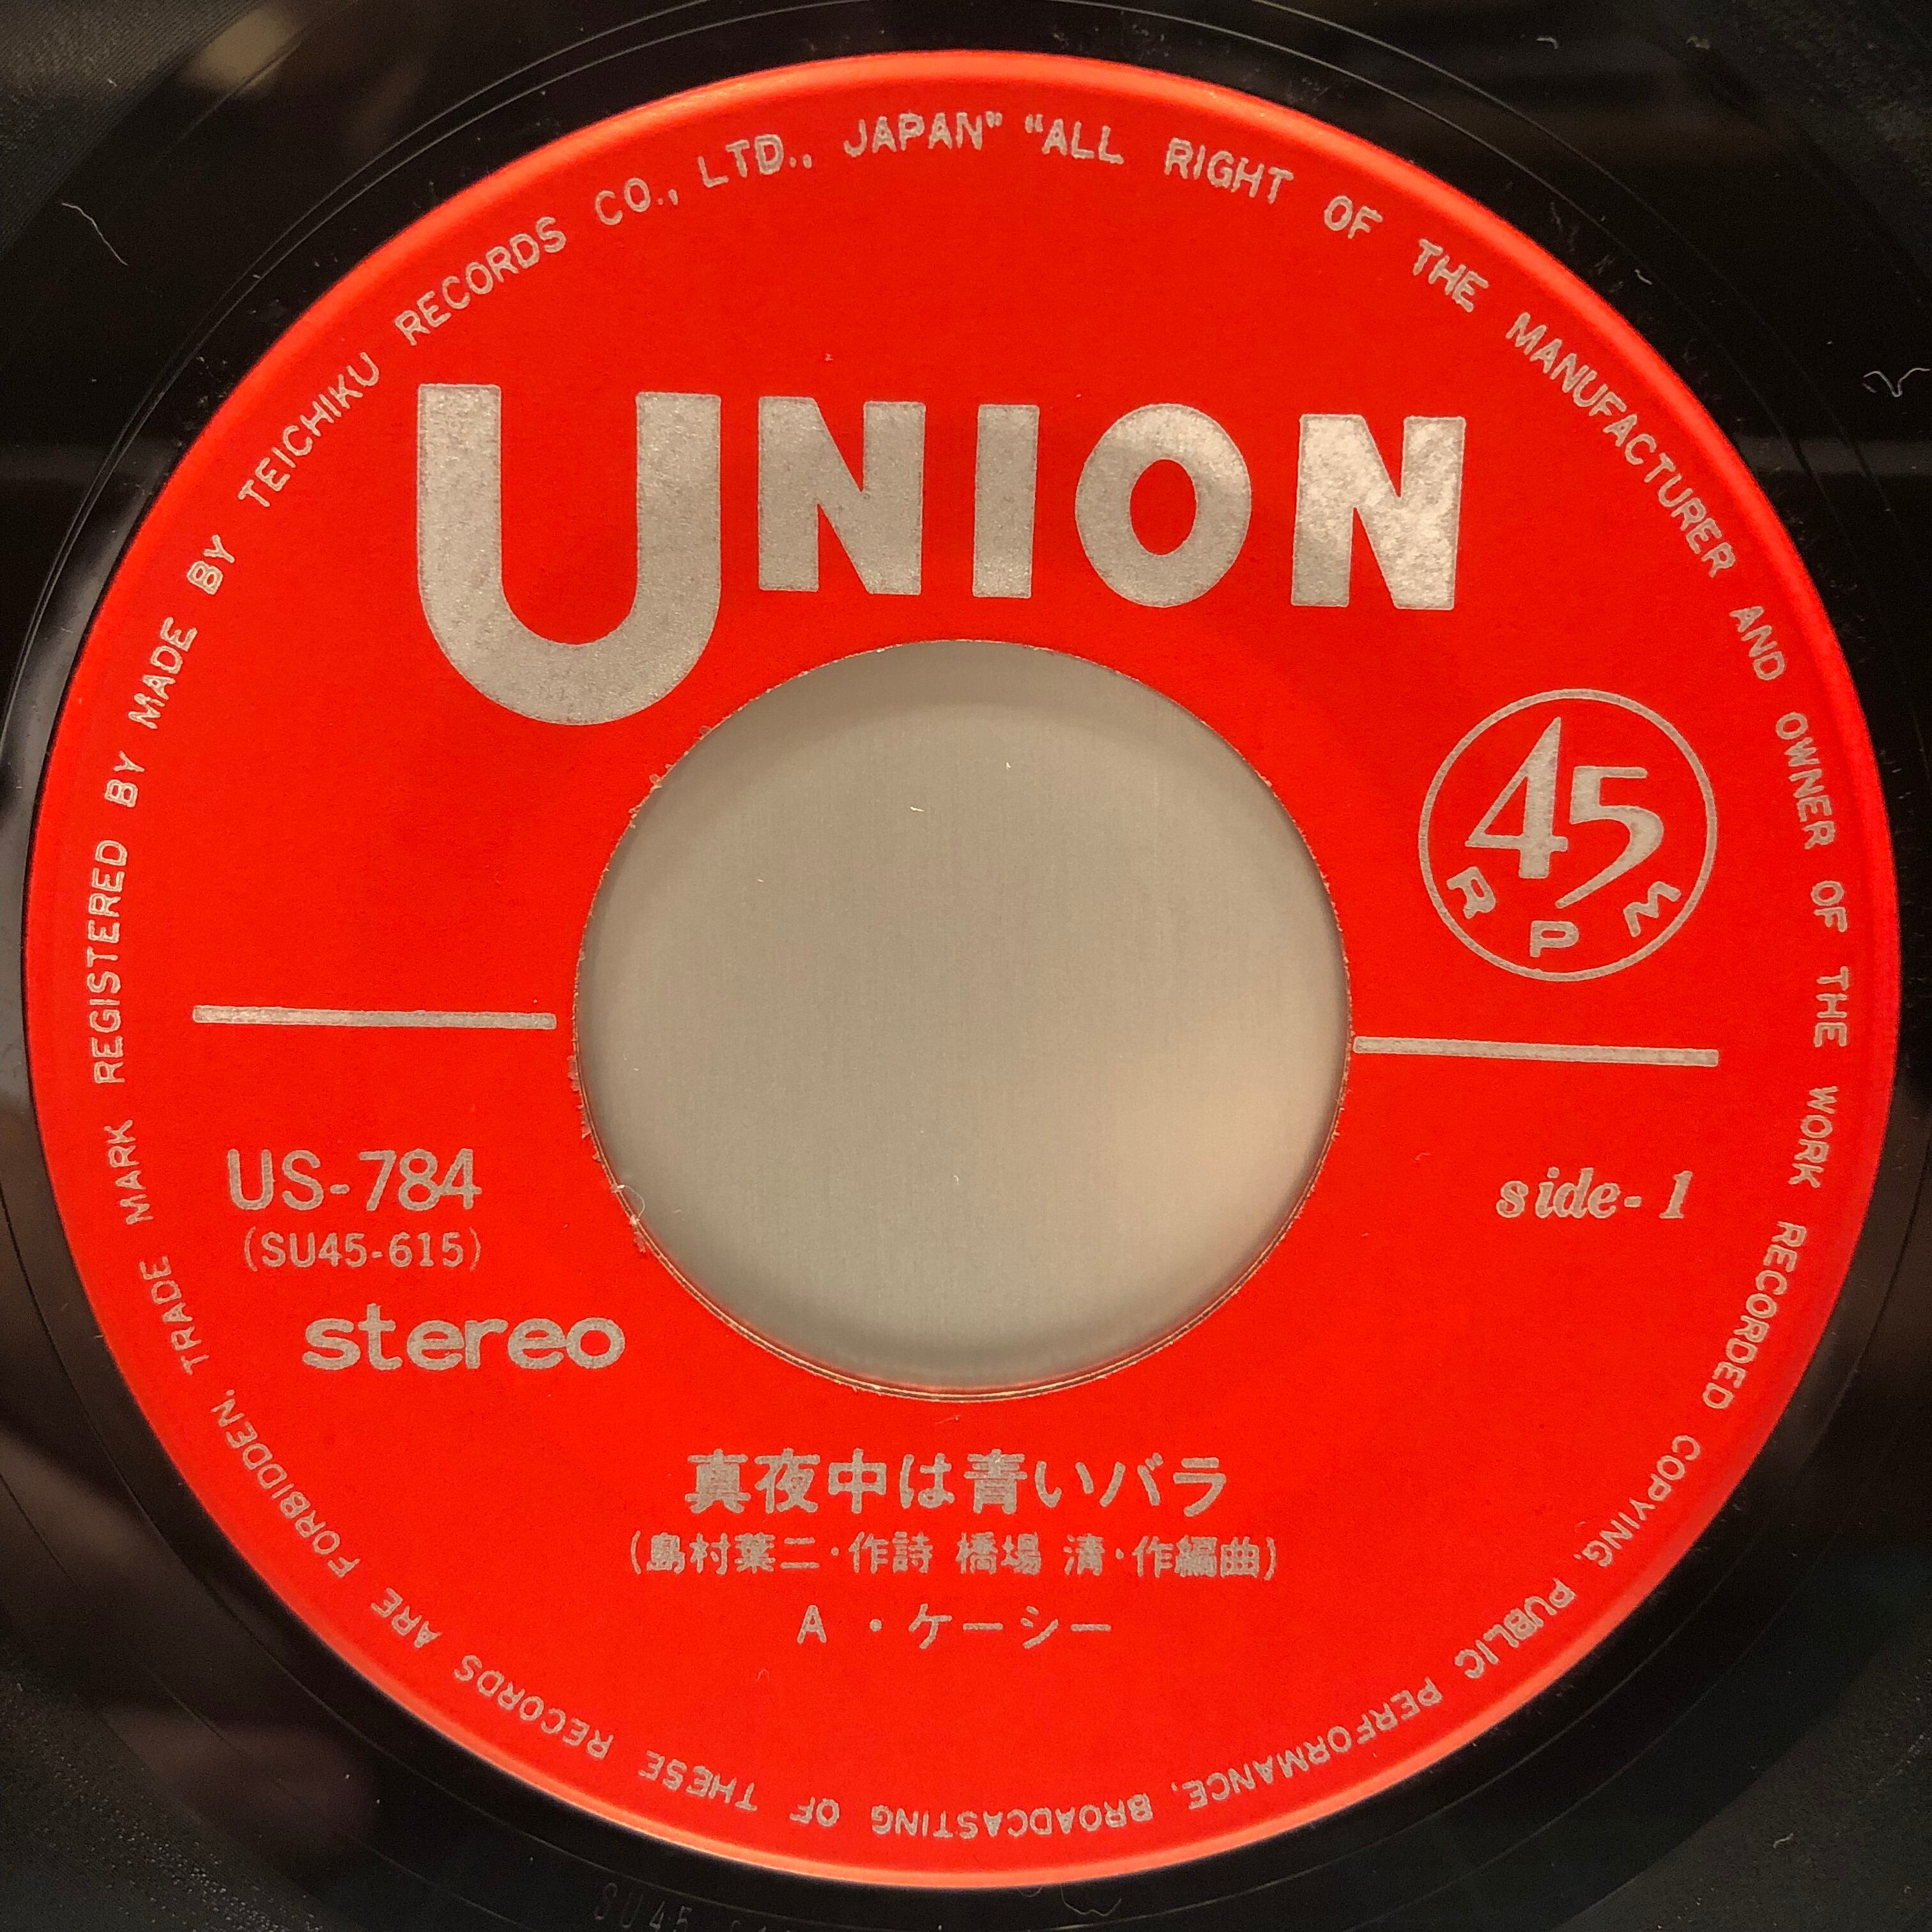 TRADE MARK REGISTERED BY MADE BY TEICHIKU RECORDS CO., LTD., JAPAN" "ALL RIGHT OF THE MANUFACTURER AND OWNER OF THE WORK RECORDED COPYING, PUBLIC PERFORMANCE, BROADCASTING OF THESE RECORDS ARE FORBIDDEN,
UNION
45
RPM
US-784
(SU45-615)
side-1
stereo
真夜中は青いバラ
(島村葉二・作詩 橋場 清・作編曲)
A・ケーシー